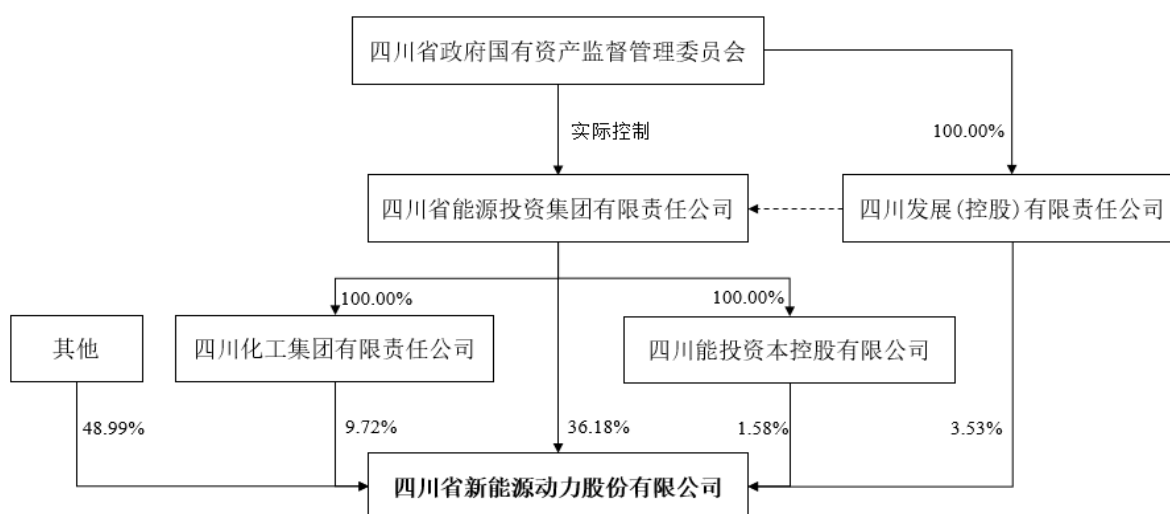 四川省政府国有资产监督管理委员会
实际控制
100.00%
四川省能源投资集团有限责任公司
四川发展(控股)有限责任公司
100.00%
100.00%
其他
四川化工集团有限责任公司
四川能投资本控股有限公司
48.99%
9.72%
36.18%
1.58%
3.53%
四川省新能源动力股份有限公司